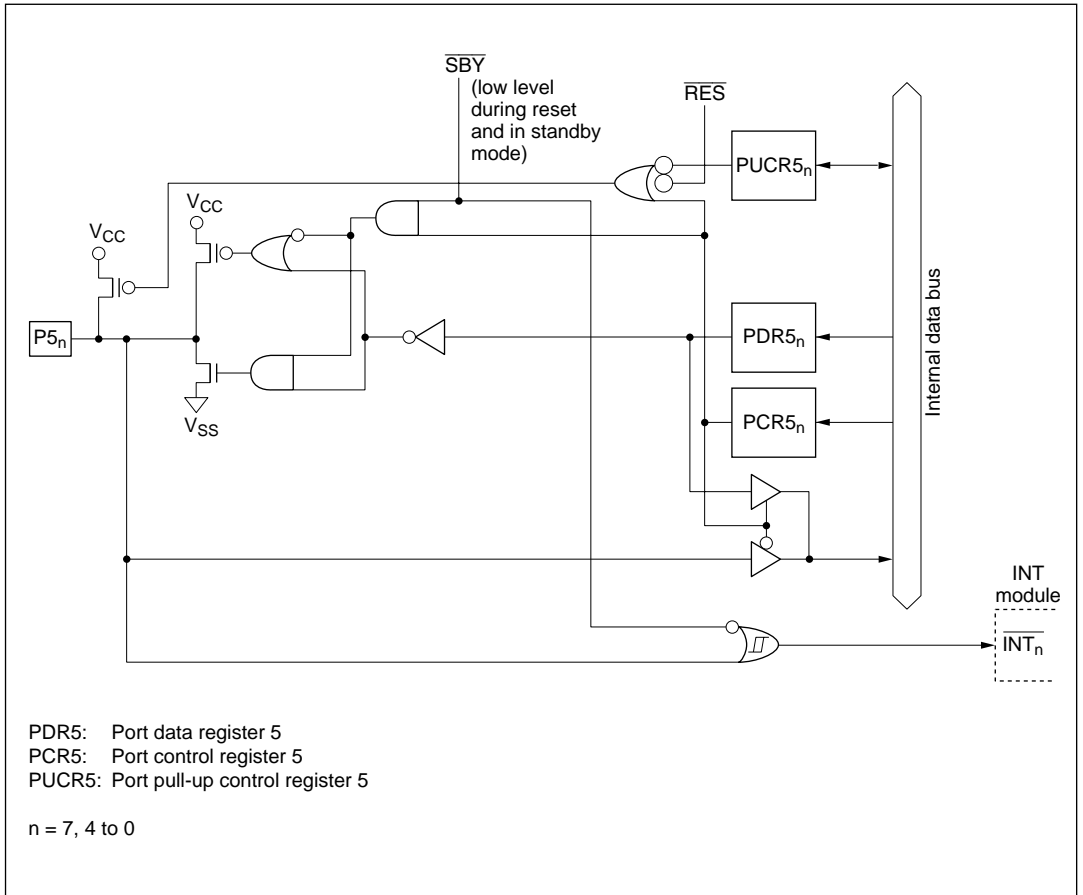 SBY
(low level
during reset
and in standby
mode)
RES
PUCR5n
VCC
VCC
P5n
PDR5n
Internal data bus
PCR5n
VSS
INT
module
INTn
PDR5: Port data register 5
PCR5: Port control register 5
PUCR5: Port pull-up control register 5
n = 7, 4 to 0